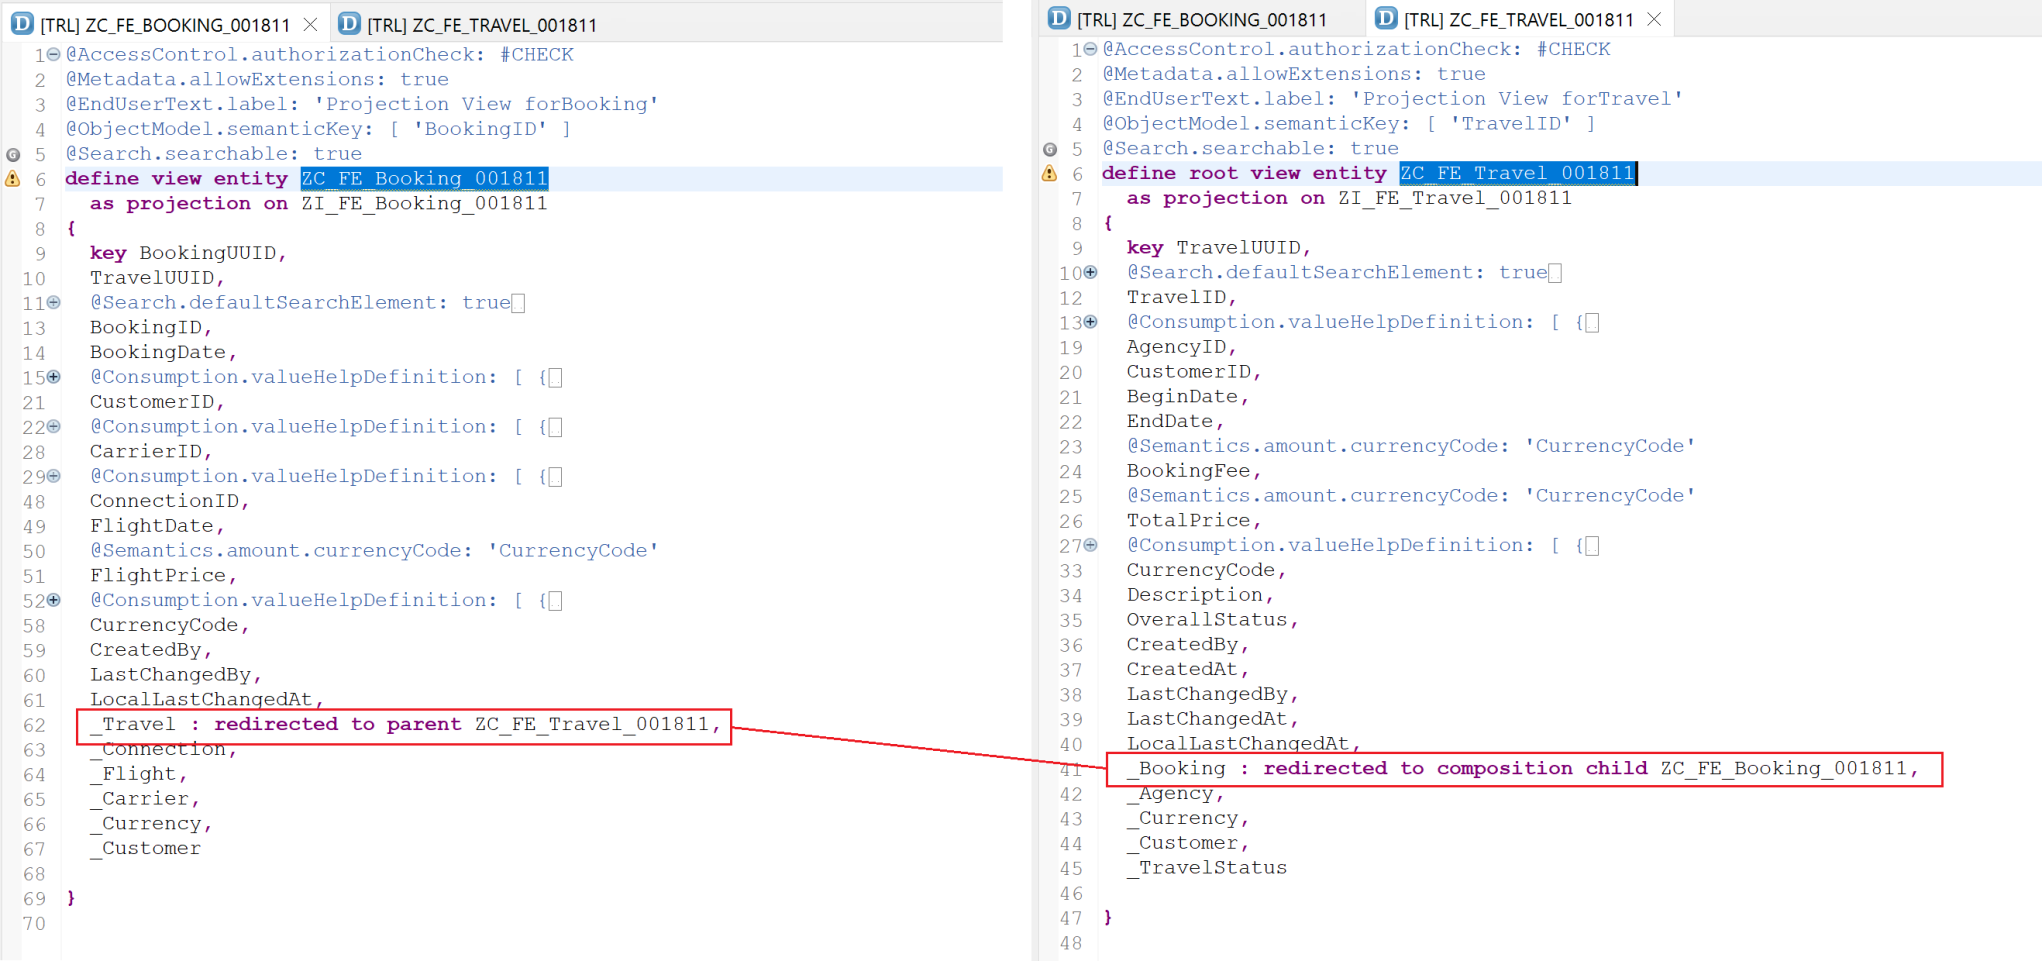 [TRL] ZC_FE_BOOKING_001811
[TRL] ZC_FE_TRAVEL_001811
1 @AccessControl.authorizationCheck: #CHECK
2 @Metadata.allowExtensions: true
3 @EndUserText.label: 'Projection View forBooking'
4 @ObjectModel.semanticKey: [ 'BookingID' ]
5 @Search.searchable: true
6 define view entity ZC_FE_Booking_001811
7 as projection on ZI_FE_Booking_001811
8 {
9 key BookingUUID,
10 TravelUUID,
11 @Search.defaultSearchElement: true
13 BookingID,
14 BookingDate,
15 @Consumption.valueHelpDefinition: [ {
21 CustomerID,
22 @Consumption.valueHelpDefinition: [ {
28 CarrierID,
29 @Consumption.valueHelpDefinition: [ {
48 ConnectionID,
49 FlightDate,
50 @Semantics.amount.currencyCode: 'CurrencyCode'
51 FlightPrice,
52 @Consumption.valueHelpDefinition: [ {
58 CurrencyCode,
59 CreatedBy,
60 LastChangedBy,
61 LocalLastChangedAt,
62 _Travel : redirected to parent ZC_FE_Travel_001811,
63 _Connection,
64 _Flight,
65 _Carrier,
66 _Currency,
67 _Customer
68
69 }
70
[TRL] ZC_FE_BOOKING_001811
[TRL] ZC_FE_TRAVEL_001811
1 @AccessControl.authorizationCheck: #CHECK
2 @Metadata.allowExtensions: true
3 @EndUserText.label: 'Projection View forTravel'
4 @ObjectModel.semanticKey: [ 'TravelID' ]
5 @Search.searchable: true
6 define root view entity ZC_FE_Travel_001811
7 as projection on ZI_FE_Travel_001811
8 {
9 key TravelUUID,
10 @Search.defaultSearchElement: true
12 TravelID,
13 @Consumption.valueHelpDefinition: [ {
19 AgencyID,
20 CustomerID,
21 BeginDate,
22 EndDate,
23 @Semantics.amount.currencyCode: 'CurrencyCode'
24 BookingFee,
25 @Semantics.amount.currencyCode: 'CurrencyCode'
26 TotalPrice,
27 @Consumption.valueHelpDefinition: [ {
33 CurrencyCode,
34 Description,
35 OverallStatus,
36 CreatedBy,
37 CreatedAt,
38 LastChangedBy,
39 LastChangedAt,
40 LocalLastChangedAt,
41 _Booking : redirected to composition child ZC_FE_Booking_001811,
42 _Agency,
43 _Currency,
44 _Customer,
45 _TravelStatus
46
47 }
48